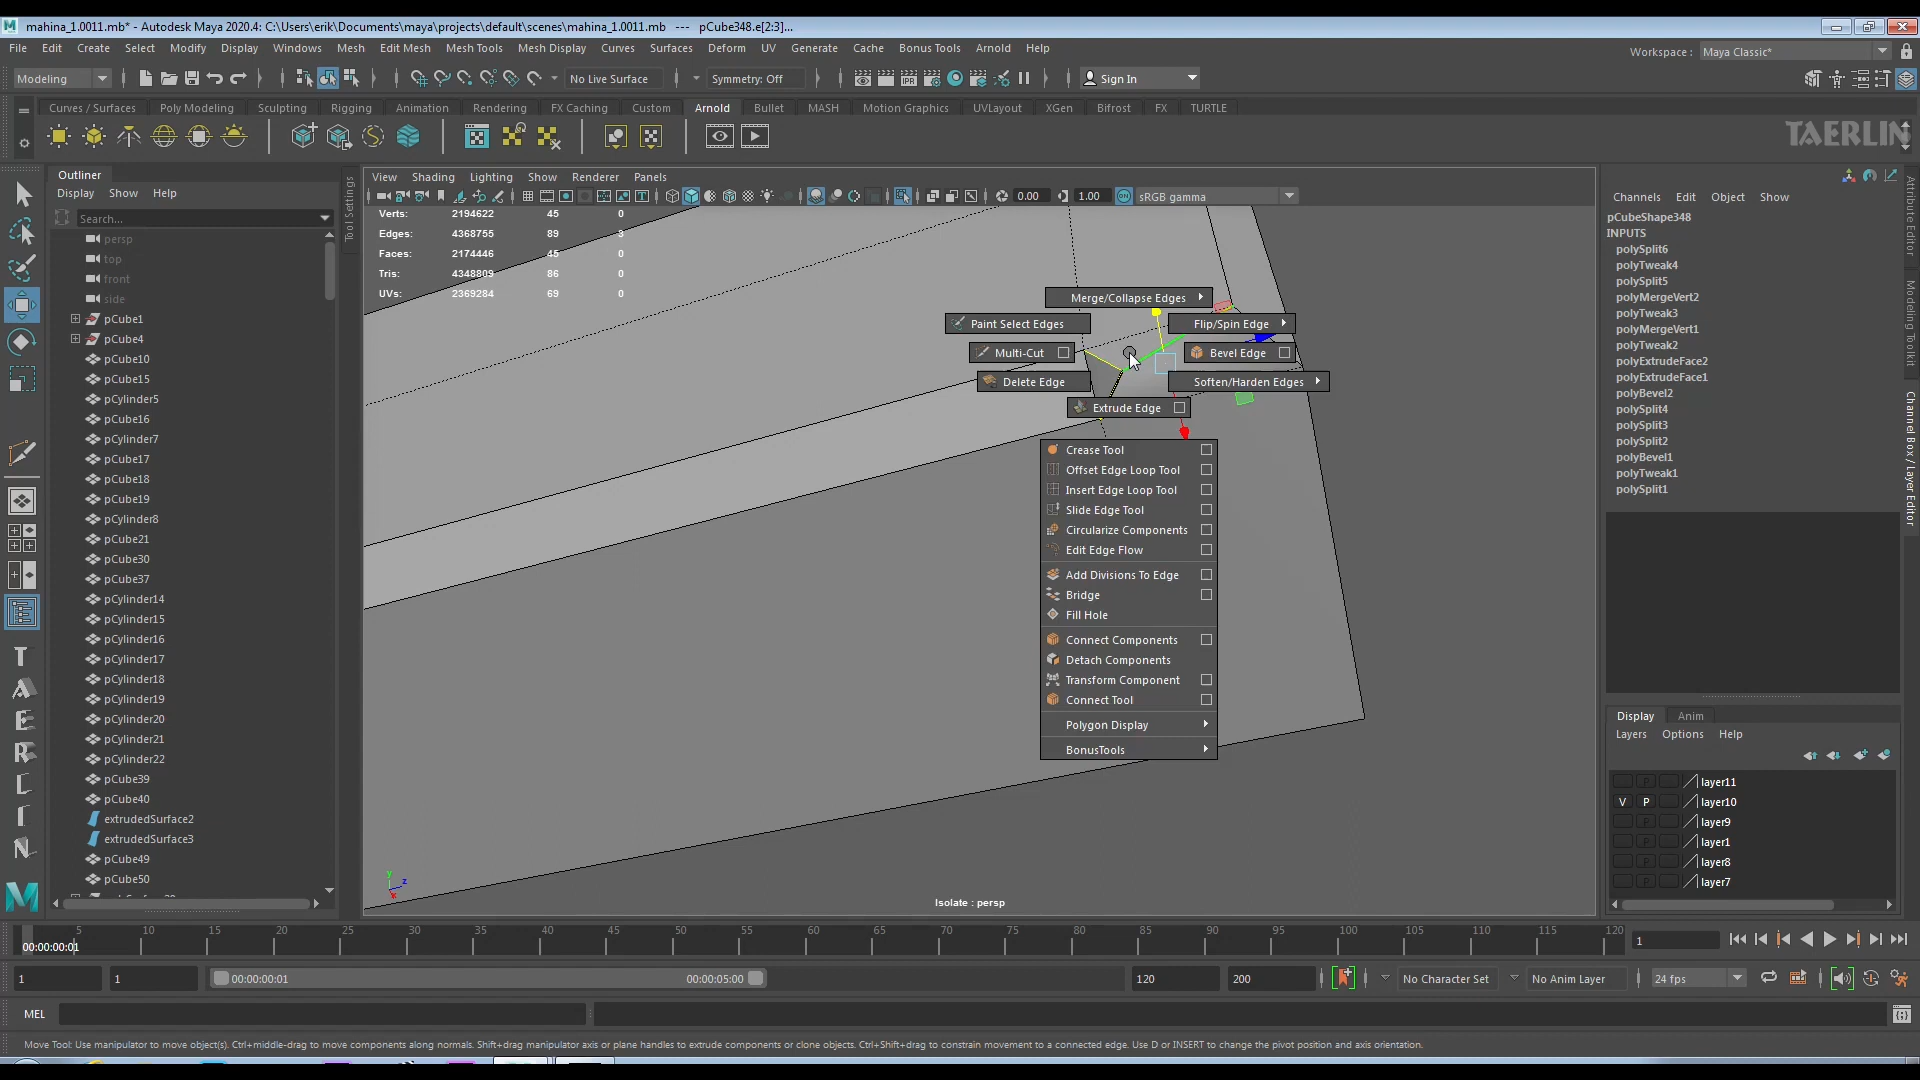 mahina_1.0011.mb* - Autodesk Maya 2020.4: C:\Users\erik\Documents\maya\projects\default\scenes\mahina_1.0011.mb --- pCube348.e[2:3]...
File Edit Create Select Modify Display Windows Mesh Edit Mesh Mesh Tools Mesh Display Curves Surfaces Deform UV Generate Cache Bonus Tools Arnold Help
Workspace : Maya Classic*
Modeling
No Live Surface
Symmetry: Off
Sign In
Curves / Surfaces Poly Modeling Sculpting Rigging Animation Rendering FX Caching Custom Arnold Bullet MASH Motion Graphics UVLayout XGen Bifrost FX TURTLE
TAERLIN
Outliner
Display Show Help
Search...
persp
top
front
side
pCube1
pCube4
pCube10
pCube15
pCylinder5
pCube16
pCylinder7
pCube17
pCube18
pCube19
pCylinder8
pCube21
pCube30
pCube37
pCylinder14
pCylinder15
pCylinder16
pCylinder17
pCylinder18
pCylinder19
pCylinder20
pCylinder21
pCylinder22
pCube39
pCube40
extrudedSurface2
extrudedSurface3
pCube49
pCube50
Tool Settings
View Shading Lighting Show Renderer Panels
0.00 1.00 sRGB gamma
Verts: 2194622 45 0
Edges: 4368755 89 3
Faces: 2174446 45 0
Tris: 4348809 86 0
UVs: 2369284 69 0
Merge/Collapse Edges
Paint Select Edges
Flip/Spin Edge
Multi-Cut
Bevel Edge
Delete Edge
Soften/Harden Edges
Extrude Edge
Crease Tool
Offset Edge Loop Tool
Insert Edge Loop Tool
Slide Edge Tool
Circularize Components
Edit Edge Flow
Add Divisions To Edge
Bridge
Fill Hole
Connect Components
Detach Components
Transform Component
Connect Tool
Polygon Display
BonusTools
y
z
x
Isolate : persp
Channels Edit Object Show
pCubeShape348
INPUTS
polySplit6
polyTweak4
polySplit5
polyMergeVert2
polyTweak3
polyMergeVert1
polyTweak2
polyExtrudeFace2
polyExtrudeFace1
polyBevel2
polySplit4
polySplit3
polySplit2
polyBevel1
polyTweak1
polySplit1
Attribute Editor
Modeling Toolkit
Channel Box / Layer Editor
Display Anim
Layers Options Help
P layer11
V P layer10
P layer9
P layer1
P layer8
P layer7
5 10 15 20 25 30 35 40 45 50 55 60 65 70 75 80 85 90 95 100 105 110 115 120
00:00:00:01
1
1 1 00:00:00:01 00:00:05:00 120 200 No Character Set No Anim Layer 24 fps
MEL
Move Tool: Use manipulator to move object(s). Ctrl+middle-drag to move components along normals. Shift+drag manipulator axis or plane handles to extrude components or clone objects. Ctrl+Shift+drag to constrain movement to a connected edge. Use D or INSERT to change the pivot position and axis orientation.